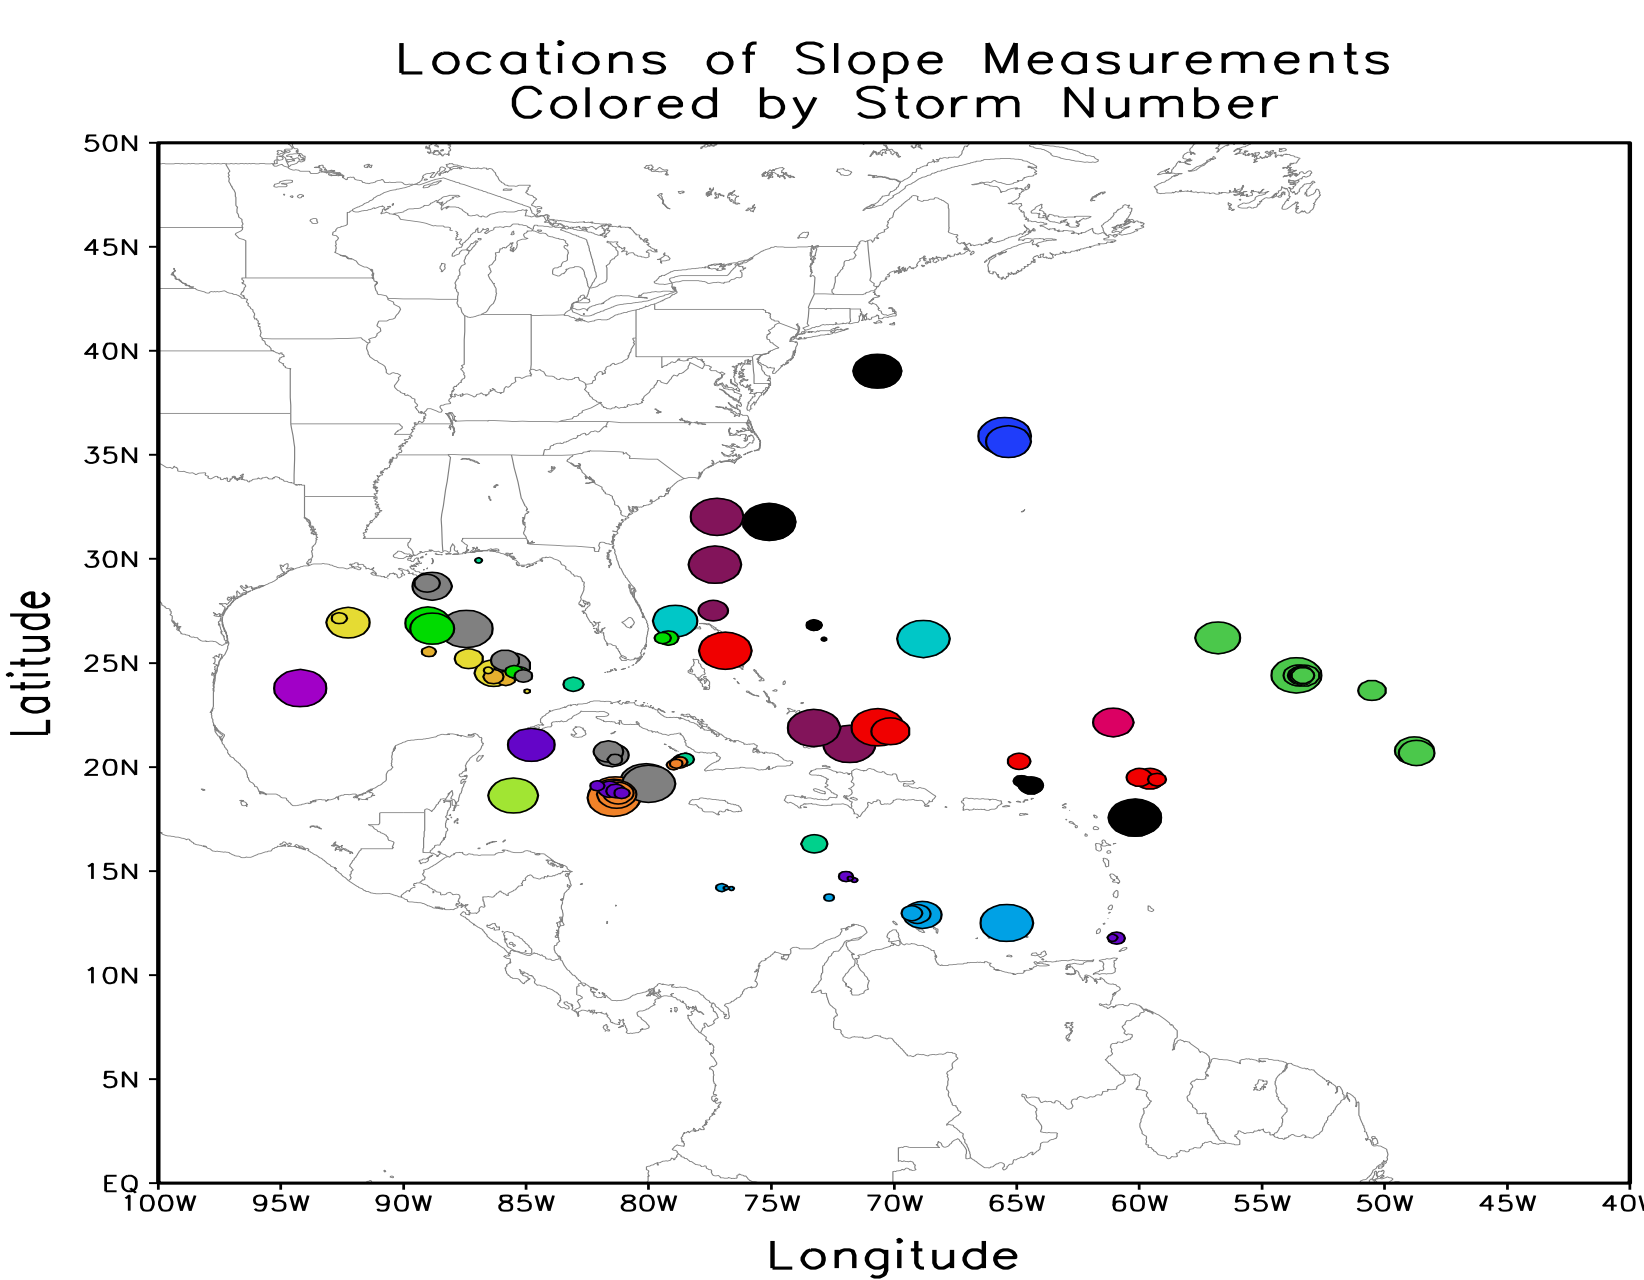 Locations of Slope Measurements
Colored by Storm Number
50N
45N
40N
35N
30N
25N
20N
15N
10N
5N
EQ
Latitude
100W 95W 90W 85W 80W 75W 70W 65W 60W 55W 50W 45W 40W
Longitude